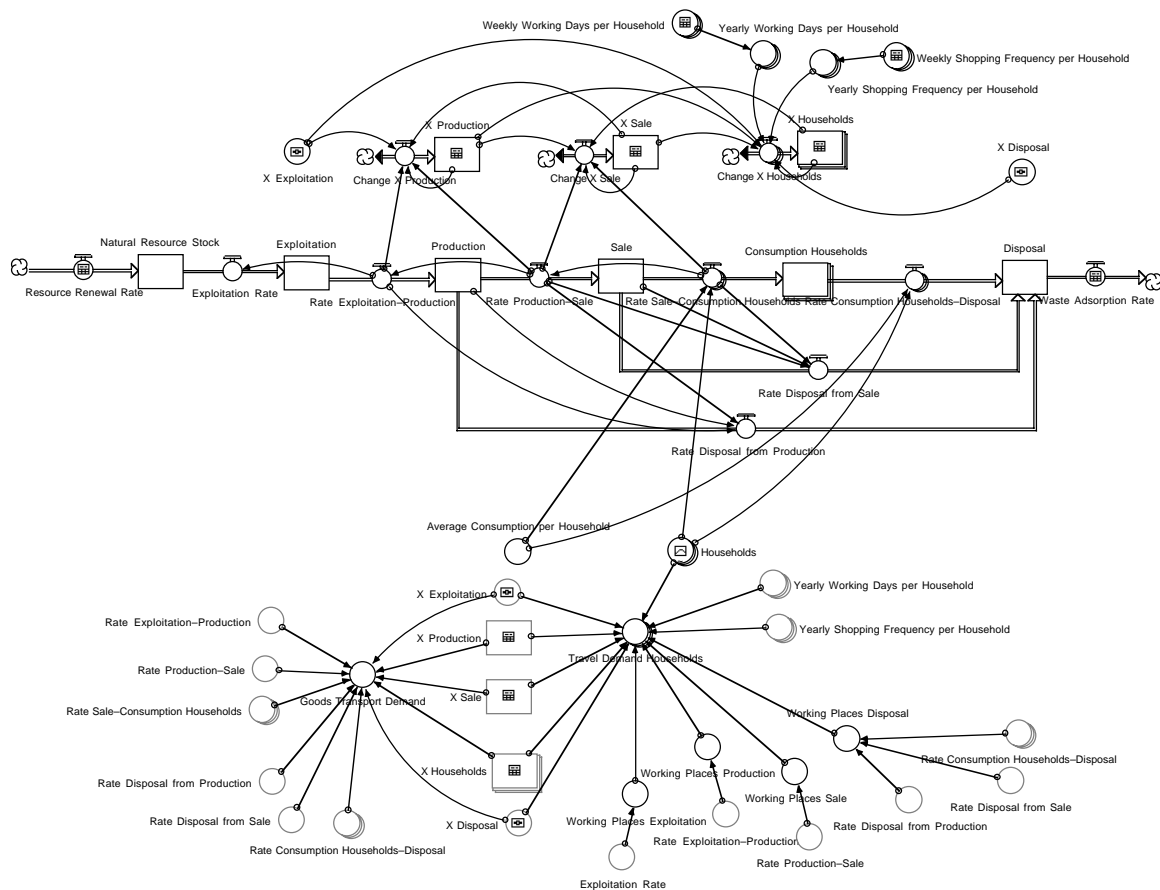 Weekly Working Days per Household
Yearly Working Days per Household
Weekly Shopping Frequency per Household
Yearly Shopping Frequency per Household
X Production
X Sale
X Households
X Disposal
X Exploitation
Change X Production
Change X Sale
Change X Households
Natural Resource Stock
Exploitation
Production
Sale
Consumption Households
Disposal
Resource Renewal Rate
Exploitation Rate
Rate Exploitation–Production
Rate Production–Sale
Rate Sale–Consumption Households
Rate Consumption Households–Disposal
Waste Adsorption Rate
Rate Disposal from Sale
Rate Disposal from Production
Average Consumption per Household
Households
X Exploitation
Yearly Working Days per Household
Rate Exploitation–Production
X Production
Yearly Shopping Frequency per Household
Travel Demand Households
Rate Production–Sale
X Sale
Goods Transport Demand
Rate Sale–Consumption Households
Working Places Disposal
Rate Consumption Households–Disposal
X Households
Working Places Production
Rate Disposal from Production
Working Places Sale
Rate Disposal from Sale
Rate Disposal from Sale
X Disposal
Working Places Exploitation
Rate Disposal from Production
Rate Exploitation–Production
Rate Consumption Households–Disposal
Rate Production–Sale
Exploitation Rate